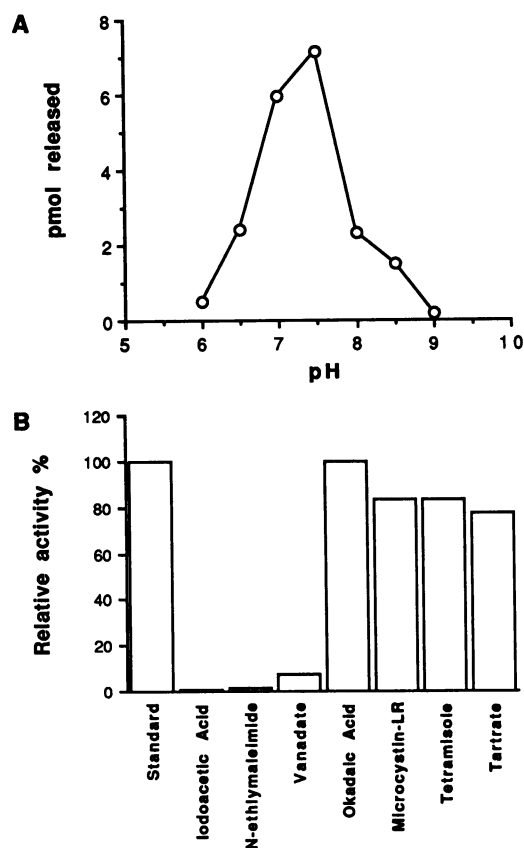 A
8
6
4
2
0
pmol released
5 6 7 8 9 10
pH
B
120
100
80
60
40
20
0
Relative activity %
Standard
Iodoacetic Acid
N-ethlymaleimide
Vanadate
Okadaic Acid
Microcystin-LR
Tetramisole
Tartrate